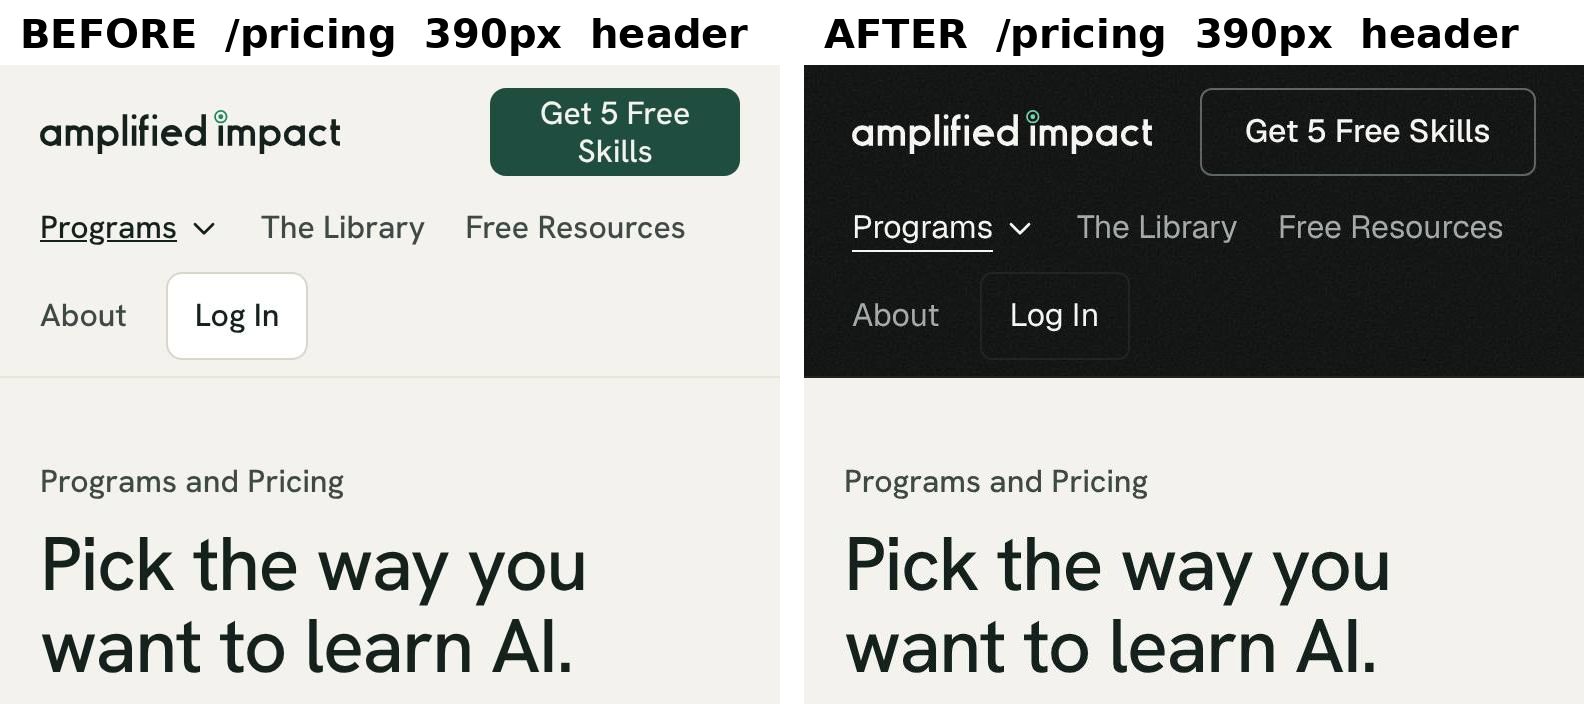 BEFORE /pricing 390px header
amplified impact
Get 5 Free
Skills
Programs The Library Free Resources
About Log In
Programs and Pricing
Pick the way you
want to learn AI.
AFTER /pricing 390px header
amplified impact
Get 5 Free Skills
Programs The Library Free Resources
About Log In
Programs and Pricing
Pick the way you
want to learn AI.